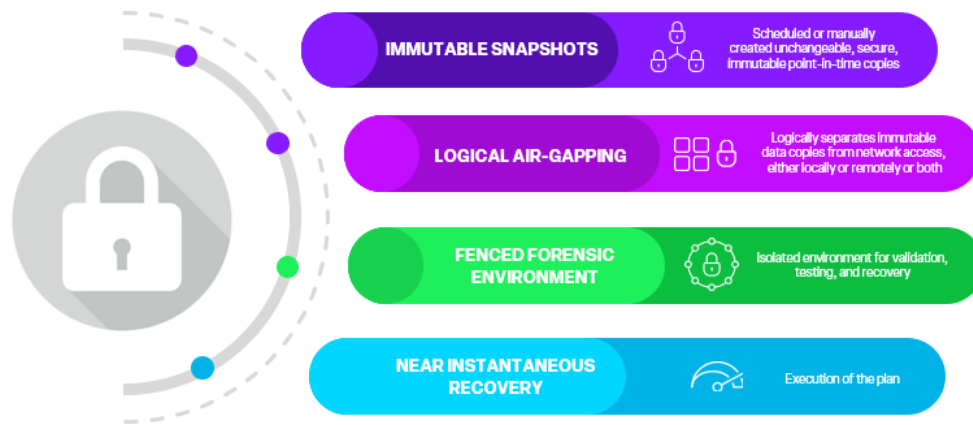 IMMUTABLE SNAPSHOTS
Scheduled or manually
created unchangeable, secure,
immutable point-in-time copies
LOGICAL AIR-GAPPING
Logically separates immutable
data copies from network access,
either locally or remotely or both
FENCED FORENSIC
ENVIRONMENT
Isolated environment for validation,
testing, and recovery
NEAR INSTANTANEOUS
RECOVERY
Execution of the plan